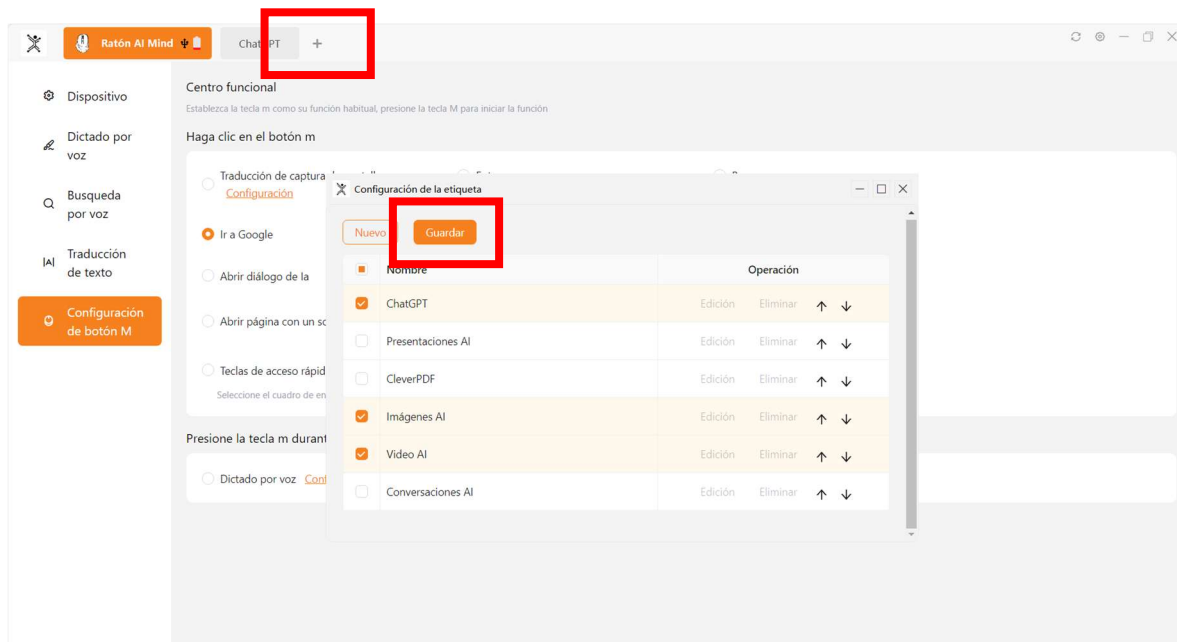 Ratón AI Mind
ChatGPT +
Centro funcional
Establezca la tecla m como su función habitual, presione la tecla M para iniciar la función
Haga clic en el botón m
Dispositivo
Dictado por
voz
Busqueda
por voz
Traducción
de texto
Configuración
de botón M
Traducción de captura
Configuración
Ir a Google
Abrir diálogo de la
Abrir página con un
Teclas de acceso rápid
Seleccione el cuadro de en
Presione la tecla m durant
Dictado por voz Conf
Configuración de la etiqueta
Nuevo Guardar
Nombre Operación
ChatGPT Edición Eliminar
Presentaciones AI Edición Eliminar
CleverPDF Edición Eliminar
Imágenes AI Edición Eliminar
Video AI Edición Eliminar
Conversaciones AI Edición Eliminar